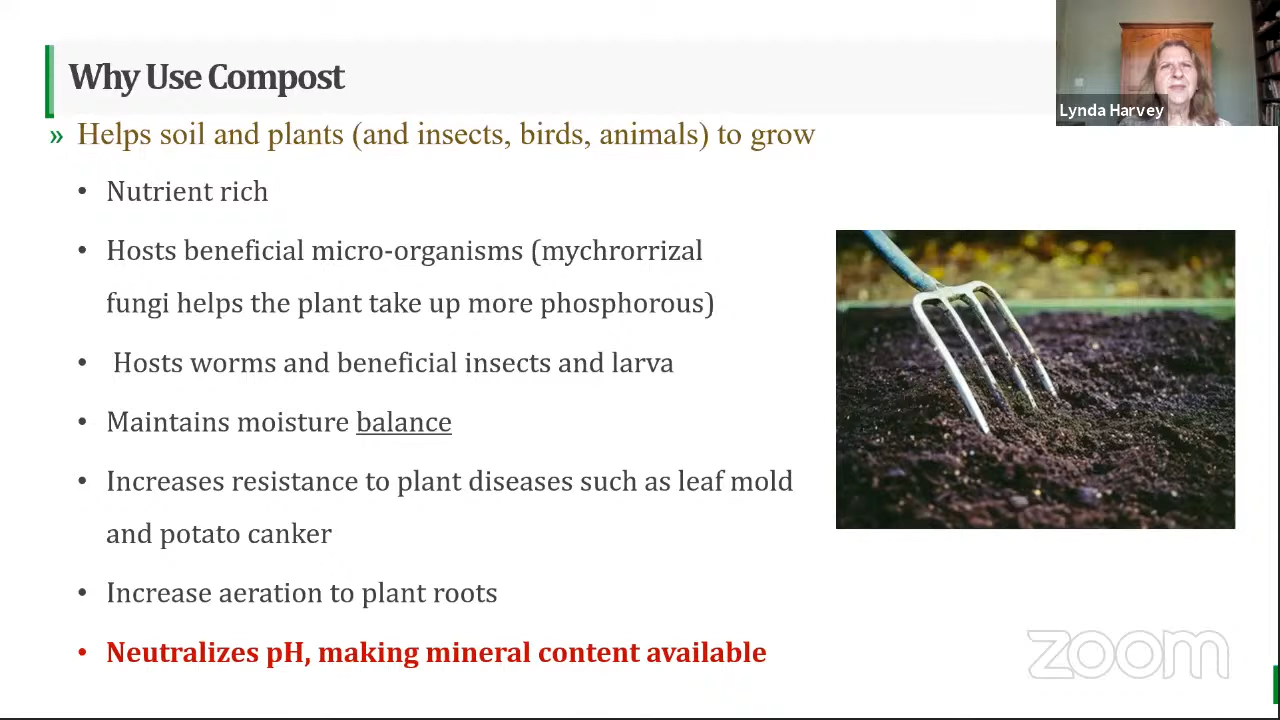 Why Use Compost
Lynda Harvey
» Helps soil and plants (and insects, birds, animals) to grow
• Nutrient rich
• Hosts beneficial micro-organisms (mychrorrizal
fungi helps the plant take up more phosphorous)
• Hosts worms and beneficial insects and larva
• Maintains moisture balance
• Increases resistance to plant diseases such as leaf mold
and potato canker
• Increase aeration to plant roots
• Neutralizes pH, making mineral content available
zoom